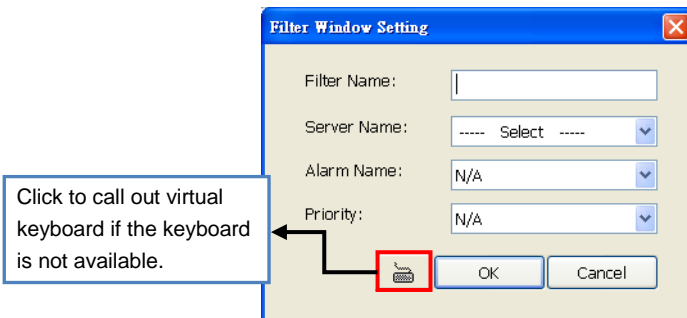 Filter Window Setting
Filter Name:
Server Name:
----- Select -----
Alarm Name:
N/A
Priority:
N/A
OK
Cancel
Click to call out virtual
keyboard if the keyboard
is not available.